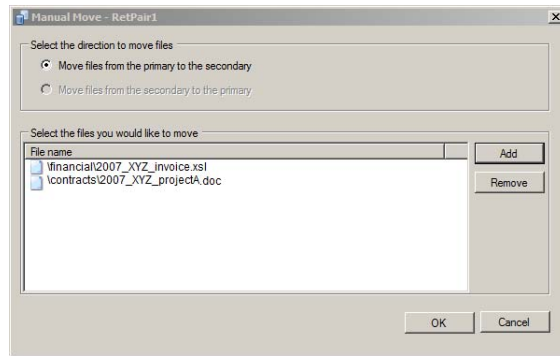 Manual Move - RetPair1
Select the direction to move files
Move files from the primary to the secondary
Move files from the secondary to the primary
Select the files you would like to move
File name
\financial\2007_XYZ_invoice.xsl
\contracts\2007_XYZ_projectA.doc
Add
Remove
OK
Cancel